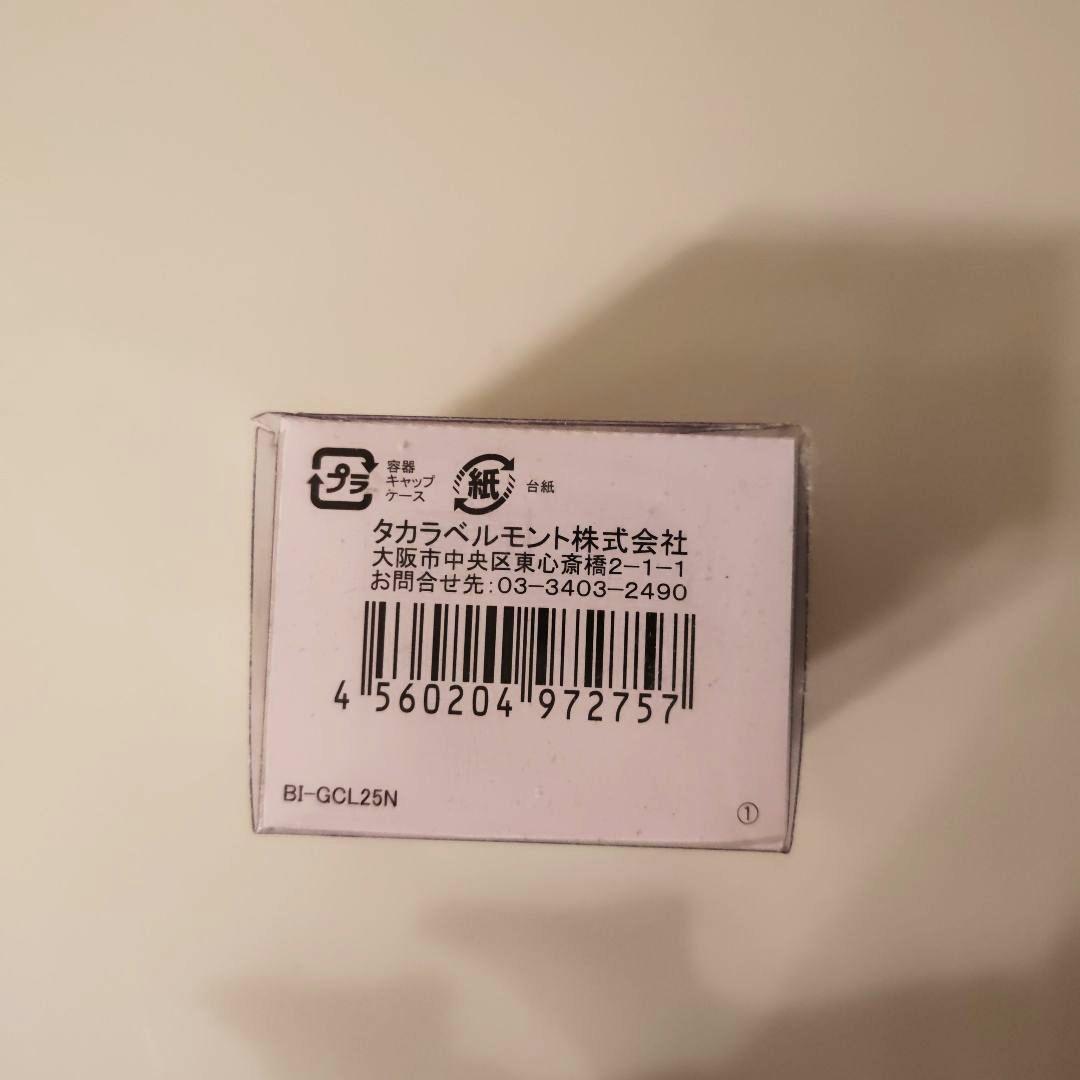 プラ
容器
キャップ
ケース
紙
台紙
タカラベルモント株式会社
大阪市中央区東心斎橋2-1-1
お問合せ先:03-3403-2490
4 560204 972757
BI-GCL25N
①